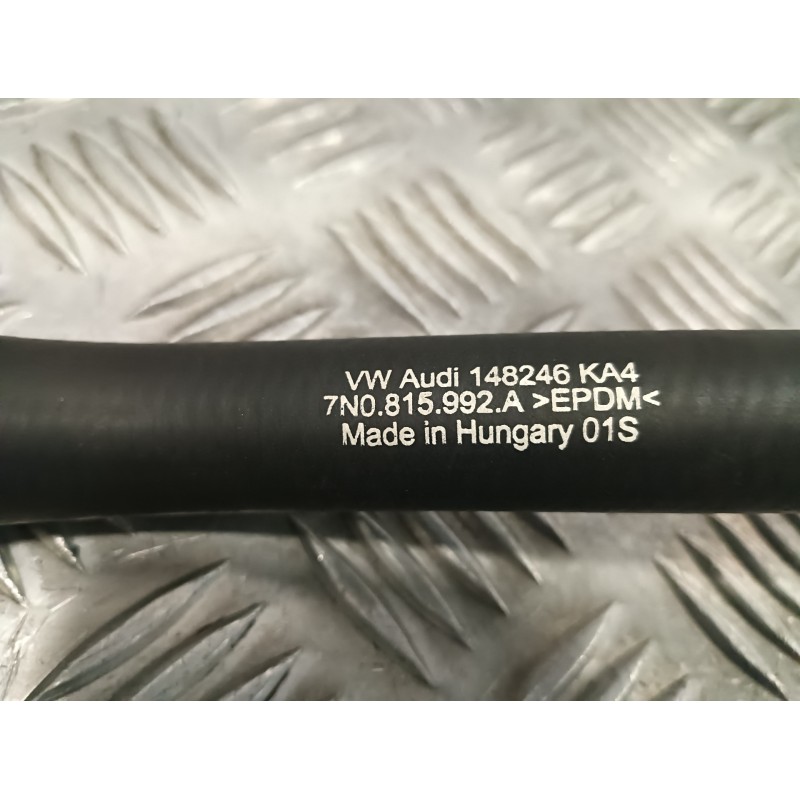 VW Audi 148246 KA4
7N0.815.992.A >EPDM<
Made in Hungary 01S